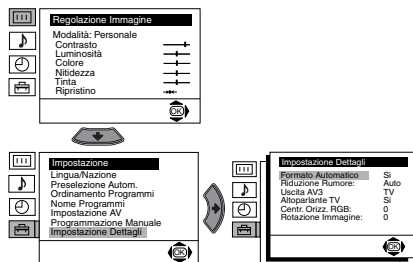 Regolazione Immagine
Modalità: Personale
Contrasto
Luminosità
Colore
Nitidezza
Tinta
Ripristino
OK
Impostazione
Lingua/Nazione
Preselezione Autom.
Ordinamento Programmi
Nome Programmi
Impostazione AV
Programmazione Manuale
Impostazione Dettagli
OK
Impostazione Dettagli
Formato Automatico Si
Riduzione Rumore: Auto
Uscita AV3 TV
Altoparlante TV Si
Centr. Orizz. RGB: 0
Rotazione Immagine: 0
OK